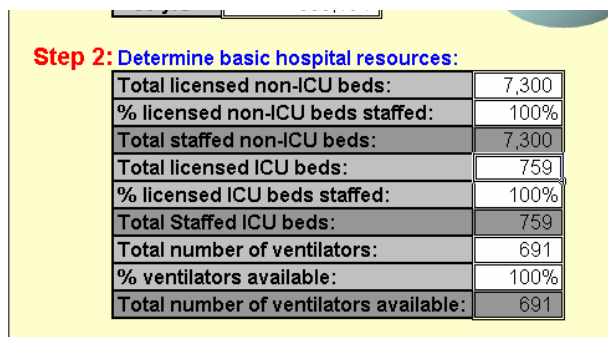 Step 2: Determine basic hospital resources:
Total licensed non-ICU beds: 7,300
% licensed non-ICU beds staffed: 100%
Total staffed non-ICU beds: 7,300
Total licensed ICU beds: 759
% licensed ICU beds staffed: 100%
Total Staffed ICU beds: 759
Total number of ventilators: 691
% ventilators available: 100%
Total number of ventilators available: 691